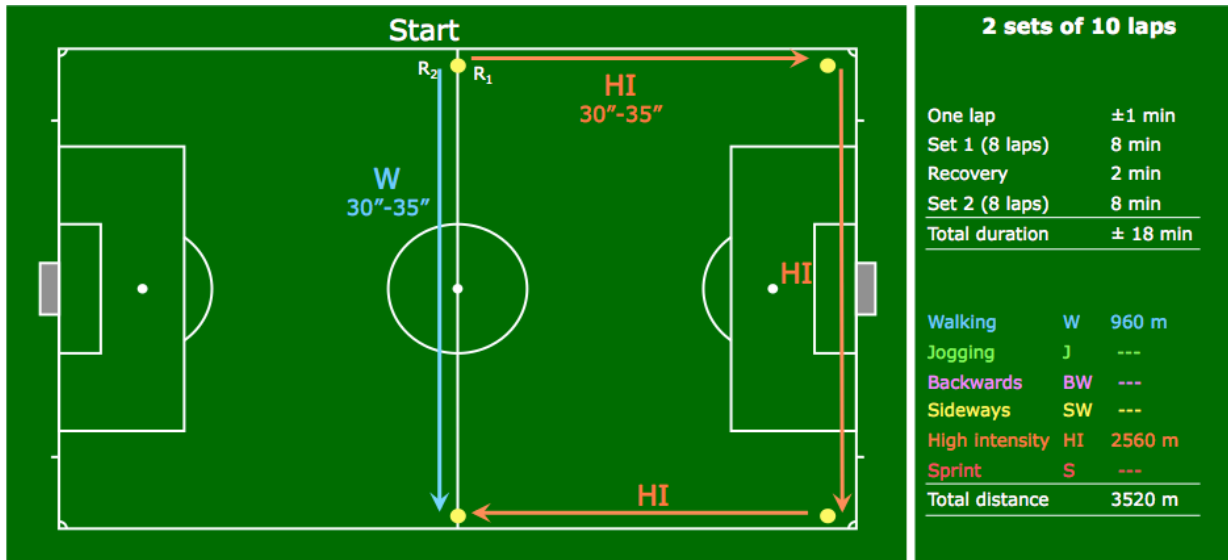 Start
R2
R1
HI
30”-35”
W
30”-35”
HI
HI
2 sets of 10 laps
One lap ±1 min
Set 1 (8 laps) 8 min
Recovery 2 min
Set 2 (8 laps) 8 min
Total duration ± 18 min
Walking W 960 m
Jogging J ---
Backwards BW ---
Sideways SW ---
High intensity HI 2560 m
Sprint S ---
Total distance 3520 m